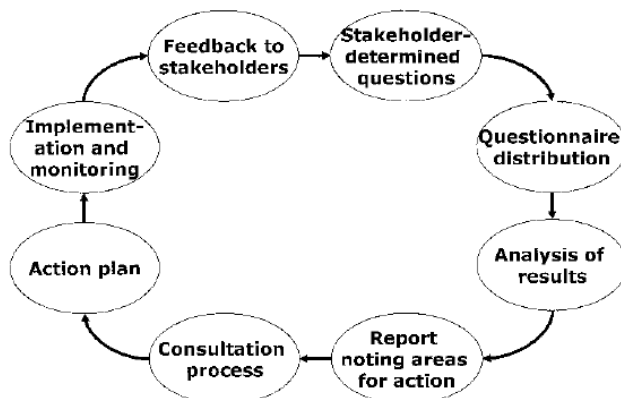 Feedback to
stakeholders
Stakeholder-
determined
questions
Questionnaire
distribution
Analysis of
results
Report
noting areas
for action
Consultation
process
Action plan
Implement-
ation and
monitoring